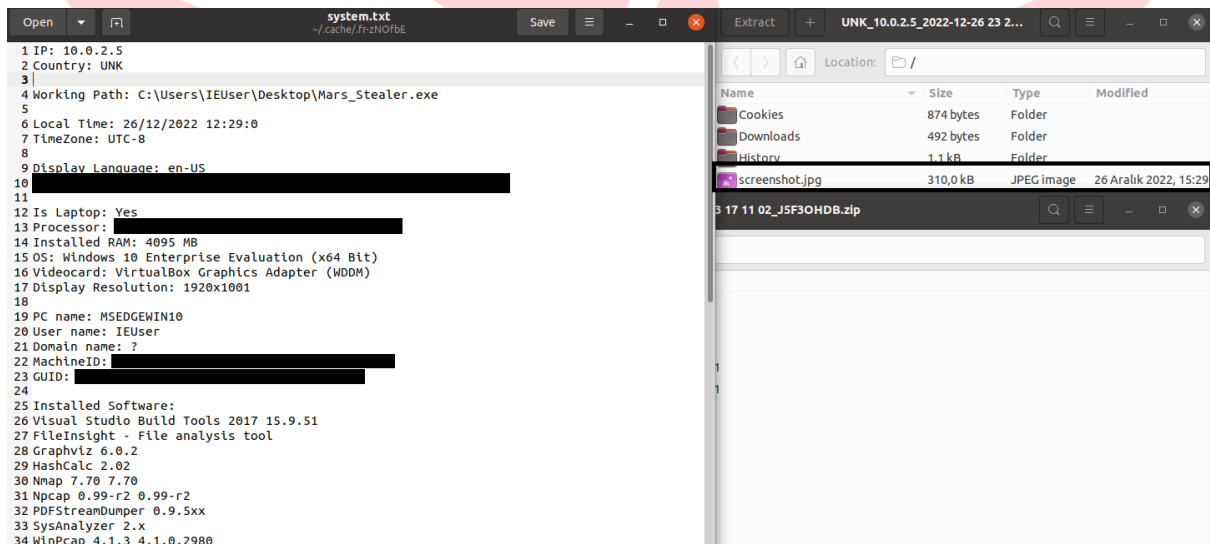 Open
system.txt
~/.cache/.fr-zNOfbE
Save
1 IP: 10.0.2.5
2 Country: UNK
3
4 Working Path: C:\Users\IEUser\Desktop\Mars_Stealer.exe
5
6 Local Time: 26/12/2022 12:29:0
7 TimeZone: UTC-8
8
9 Display Language: en-US
10
11
12 Is Laptop: Yes
13 Processor:
14 Installed RAM: 4095 MB
15 OS: Windows 10 Enterprise Evaluation (x64 Bit)
16 Videocard: VirtualBox Graphics Adapter (WDDM)
17 Display Resolution: 1920x1001
18
19 PC name: MSEDGEWIN10
20 User name: IEUser
21 Domain name: ?
22 MachineID:
23 GUID:
24
25 Installed Software:
26 Visual Studio Build Tools 2017 15.9.51
27 FileInsight - File analysis tool
28 Graphviz 6.0.2
29 HashCalc 2.02
30 Nmap 7.70 7.70
31 Npcap 0.99-r2 0.99-r2
32 PDFStreamDumper 0.9.5xx
33 SysAnalyzer 2.x
34 WinPcap 4.1.3 4.1.0.2980
Extract + UNK_10.0.2.5_2022-12-26 23 2...
Location: /
Name Size Type Modified
Cookies 874 bytes Folder
Downloads 492 bytes Folder
History 1,1 kB Folder
screenshot.jpg 310,0 kB JPEG image 26 Aralık 2022, 15:29
3 17 11 02_J5F3OHDB.zip
1
1